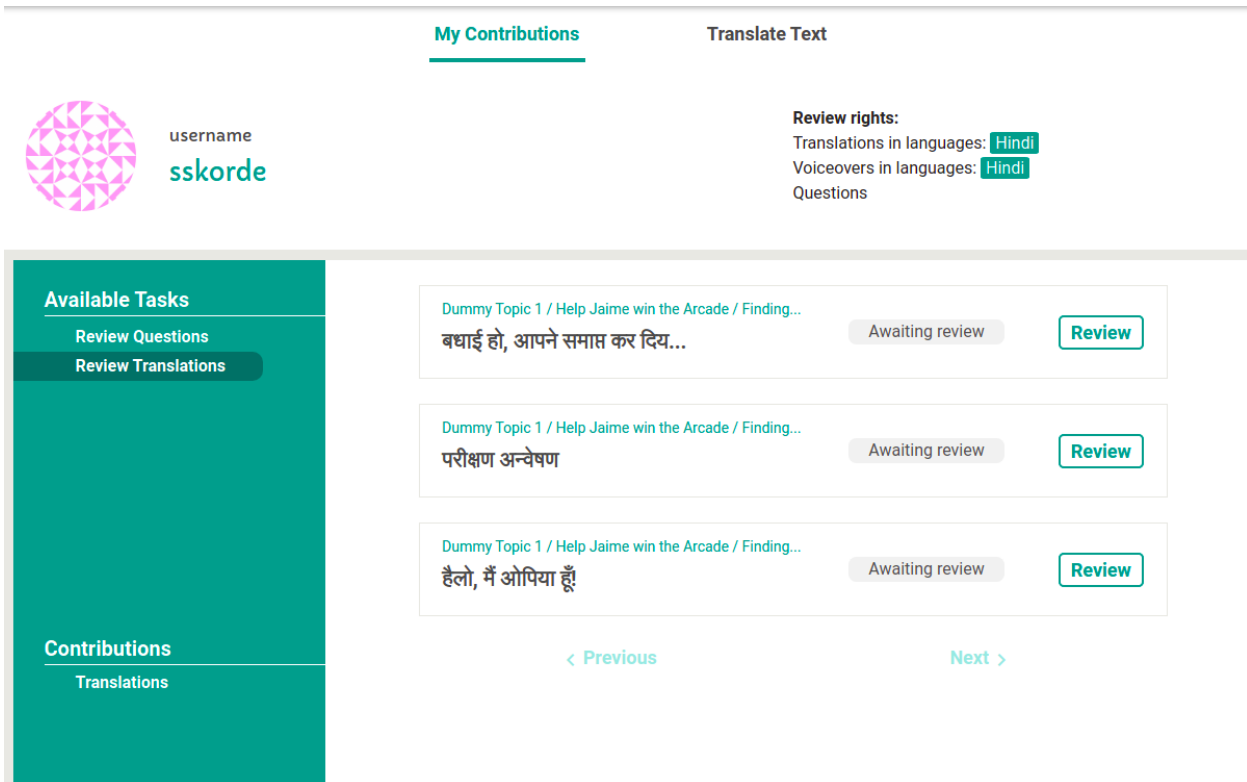 My Contributions
Translate Text
username
sskorde
Review rights:
Translations in languages: Hindi
Voiceovers in languages: Hindi
Questions
Available Tasks
Review Questions
Review Translations
Contributions
Translations
Dummy Topic 1 / Help Jaime win the Arcade / Finding...
बधाई हो, आपने समाप्त कर दिय...
Awaiting review
Review
Dummy Topic 1 / Help Jaime win the Arcade / Finding...
परीक्षण अन्वेषण
Awaiting review
Review
Dummy Topic 1 / Help Jaime win the Arcade / Finding...
हैलो, मैं ओपिया हूँ!
Awaiting review
Review
‹ Previous
Next ›